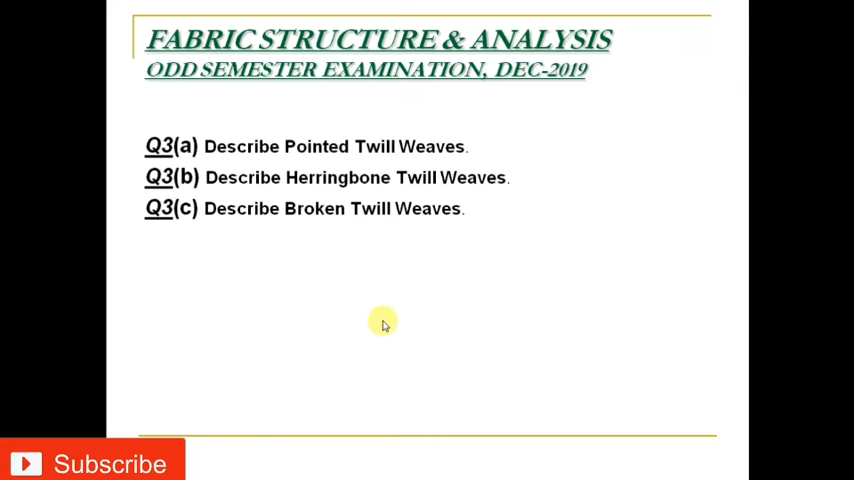 FABRIC STRUCTURE & ANALYSIS
ODD SEMESTER EXAMINATION, DEC-2019
Q3(a) Describe Pointed Twill Weaves.
Q3(b) Describe Herringbone Twill Weaves.
Q3(c) Describe Broken Twill Weaves.
Subscribe